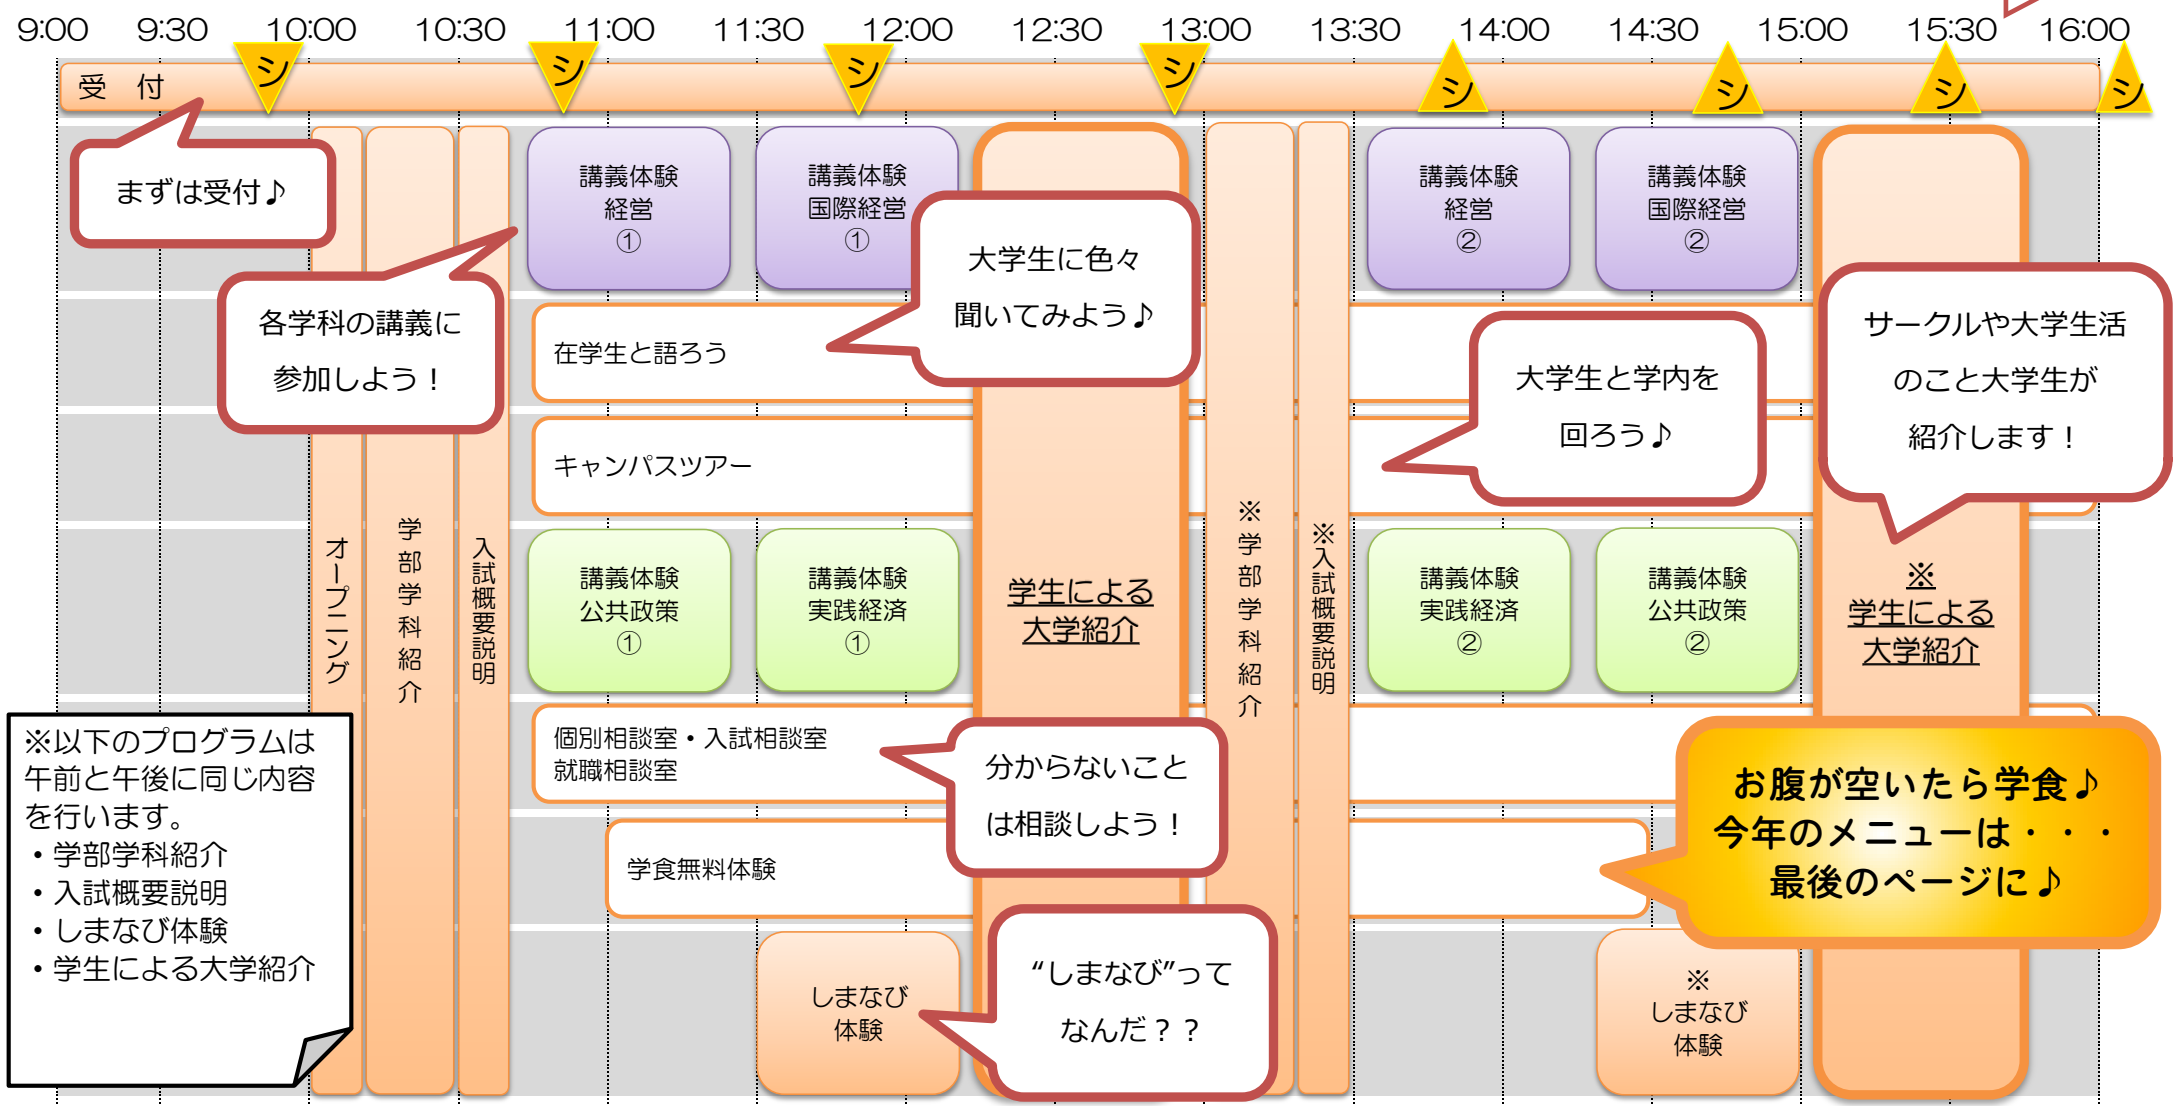 9:00 9:30 10:00 10:30 11:00 11:30 12:00 12:30 13:00 13:30 14:00 14:30 15:00 15:30 16:00
シ シ シ シ シ シ シ シ
受 付
まずは受付♪
オープニング
学部学科紹介
入試概要説明
各学科の講義に
参加しよう！
講義体験
経営
①
講義体験
国際経営
①
大学生に色々
聞いてみよう♪
※学部学科紹介
※入試概要説明
講義体験
経営
②
講義体験
国際経営
②
在学生と語ろう
キャンパスツアー
大学生と学内を
回ろう♪
サークルや大学生活
のこと大学生が
紹介します！
講義体験
公共政策
①
講義体験
実践経済
①
学生による
大学紹介
講義体験
実践経済
②
講義体験
公共政策
②
※
学生による
大学紹介
個別相談室・入試相談室
就職相談室
分からないこと
は相談しよう！
学食無料体験
お腹が空いたら学食♪
今年のメニューは・・・
最後のページに♪
しまなび
体験
“しまなび”って
なんだ？？
※
しまなび
体験
※以下のプログラムは
午前と午後に同じ内容
を行います。
・学部学科紹介
・入試概要説明
・しまなび体験
・学生による大学紹介